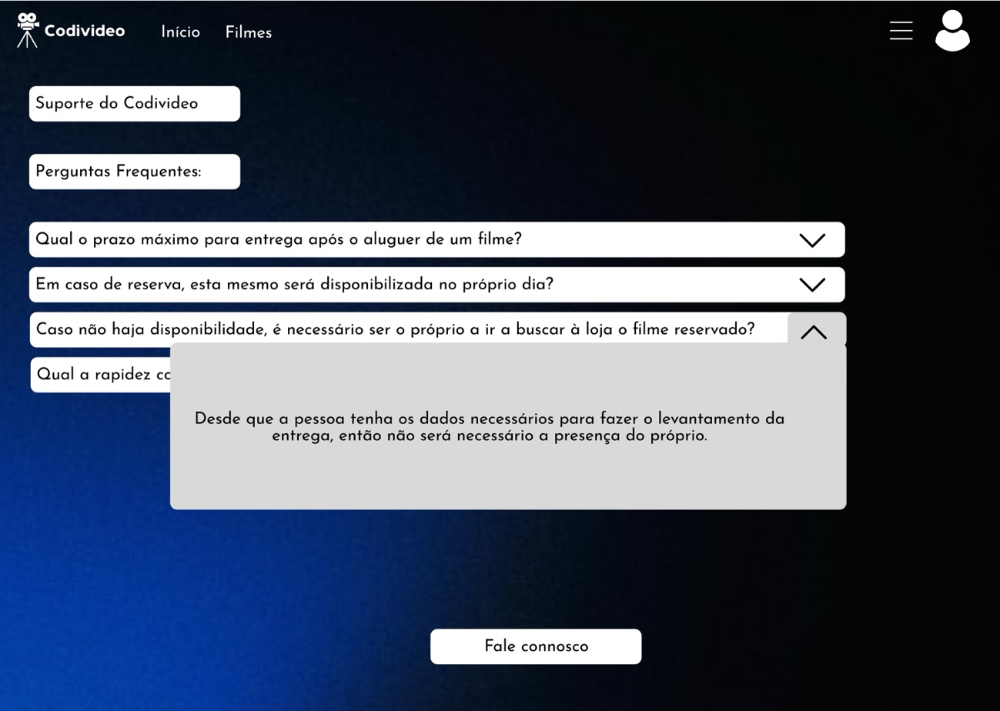 Codivideo
Início
Filmes
Suporte do Codivideo
Perguntas Frequentes:
Qual o prazo máximo para entrega após o aluguer de um filme?
Em caso de reserva, esta mesmo será disponibilizada no próprio dia?
Caso não haja disponibilidade, é necessário ser o próprio a ir a buscar à loja o filme reservado?
Qual a rapidez
Desde que a pessoa tenha os dados necessários para fazer o levantamento da
entrega, então não será necessário a presença do próprio.
Fale connosco